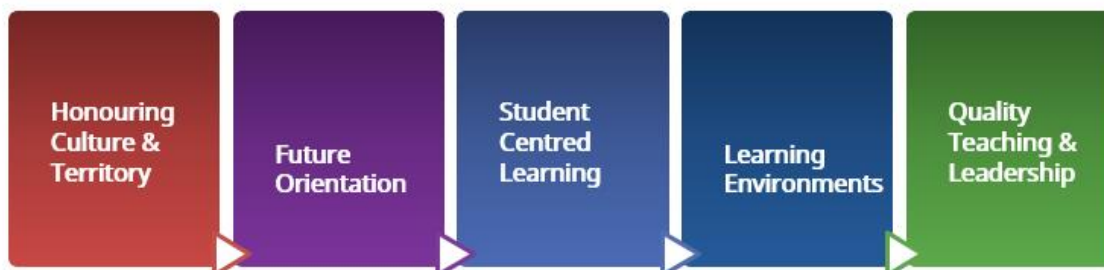 Honouring
Culture &
Territory
Future
Orientation
Student
Centred
Learning
Learning
Environments
Quality
Teaching &
Leadership